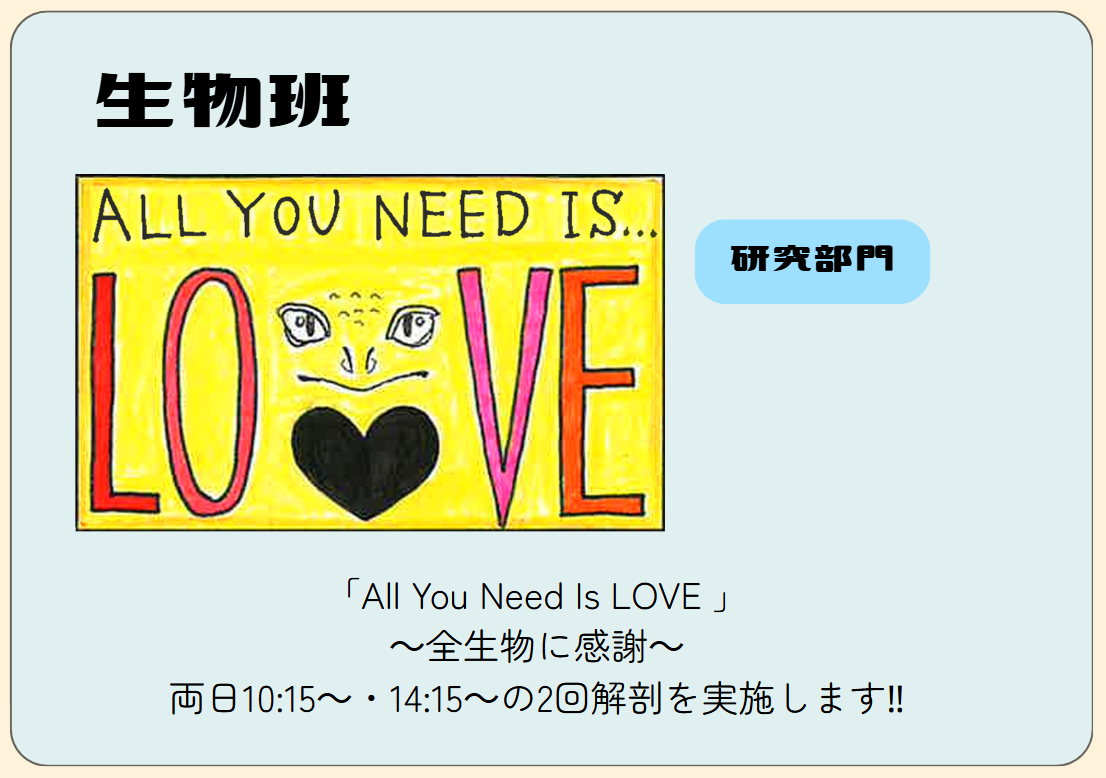 生物班
ALL YOU NEED IS...
LOVE
研究部門
「All You Need Is LOVE 」
〜全生物に感謝〜
両日10:15〜・14:15〜の2回解剖を実施します‼